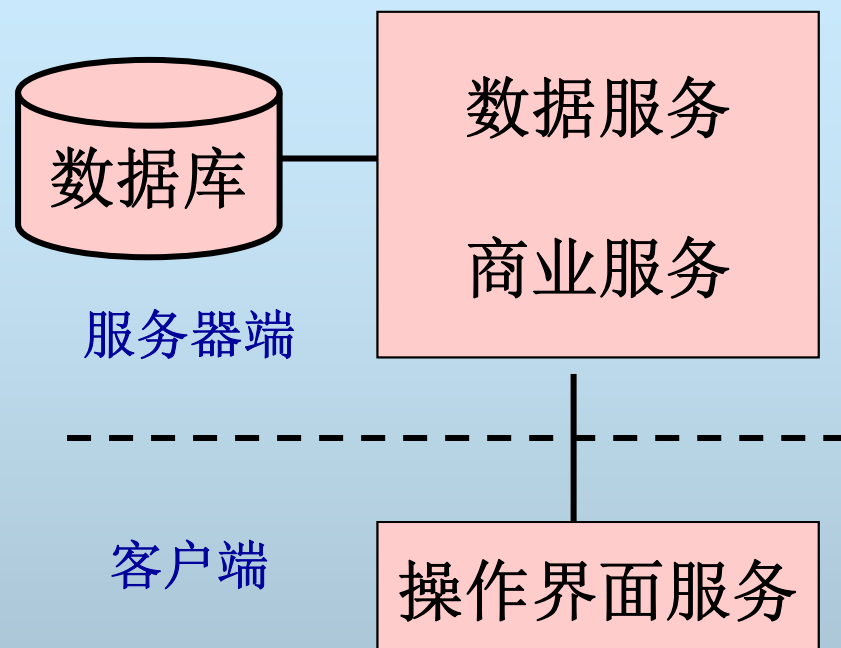 数据服务
数据库
商业服务
服务器端
客户端
操作界面服务